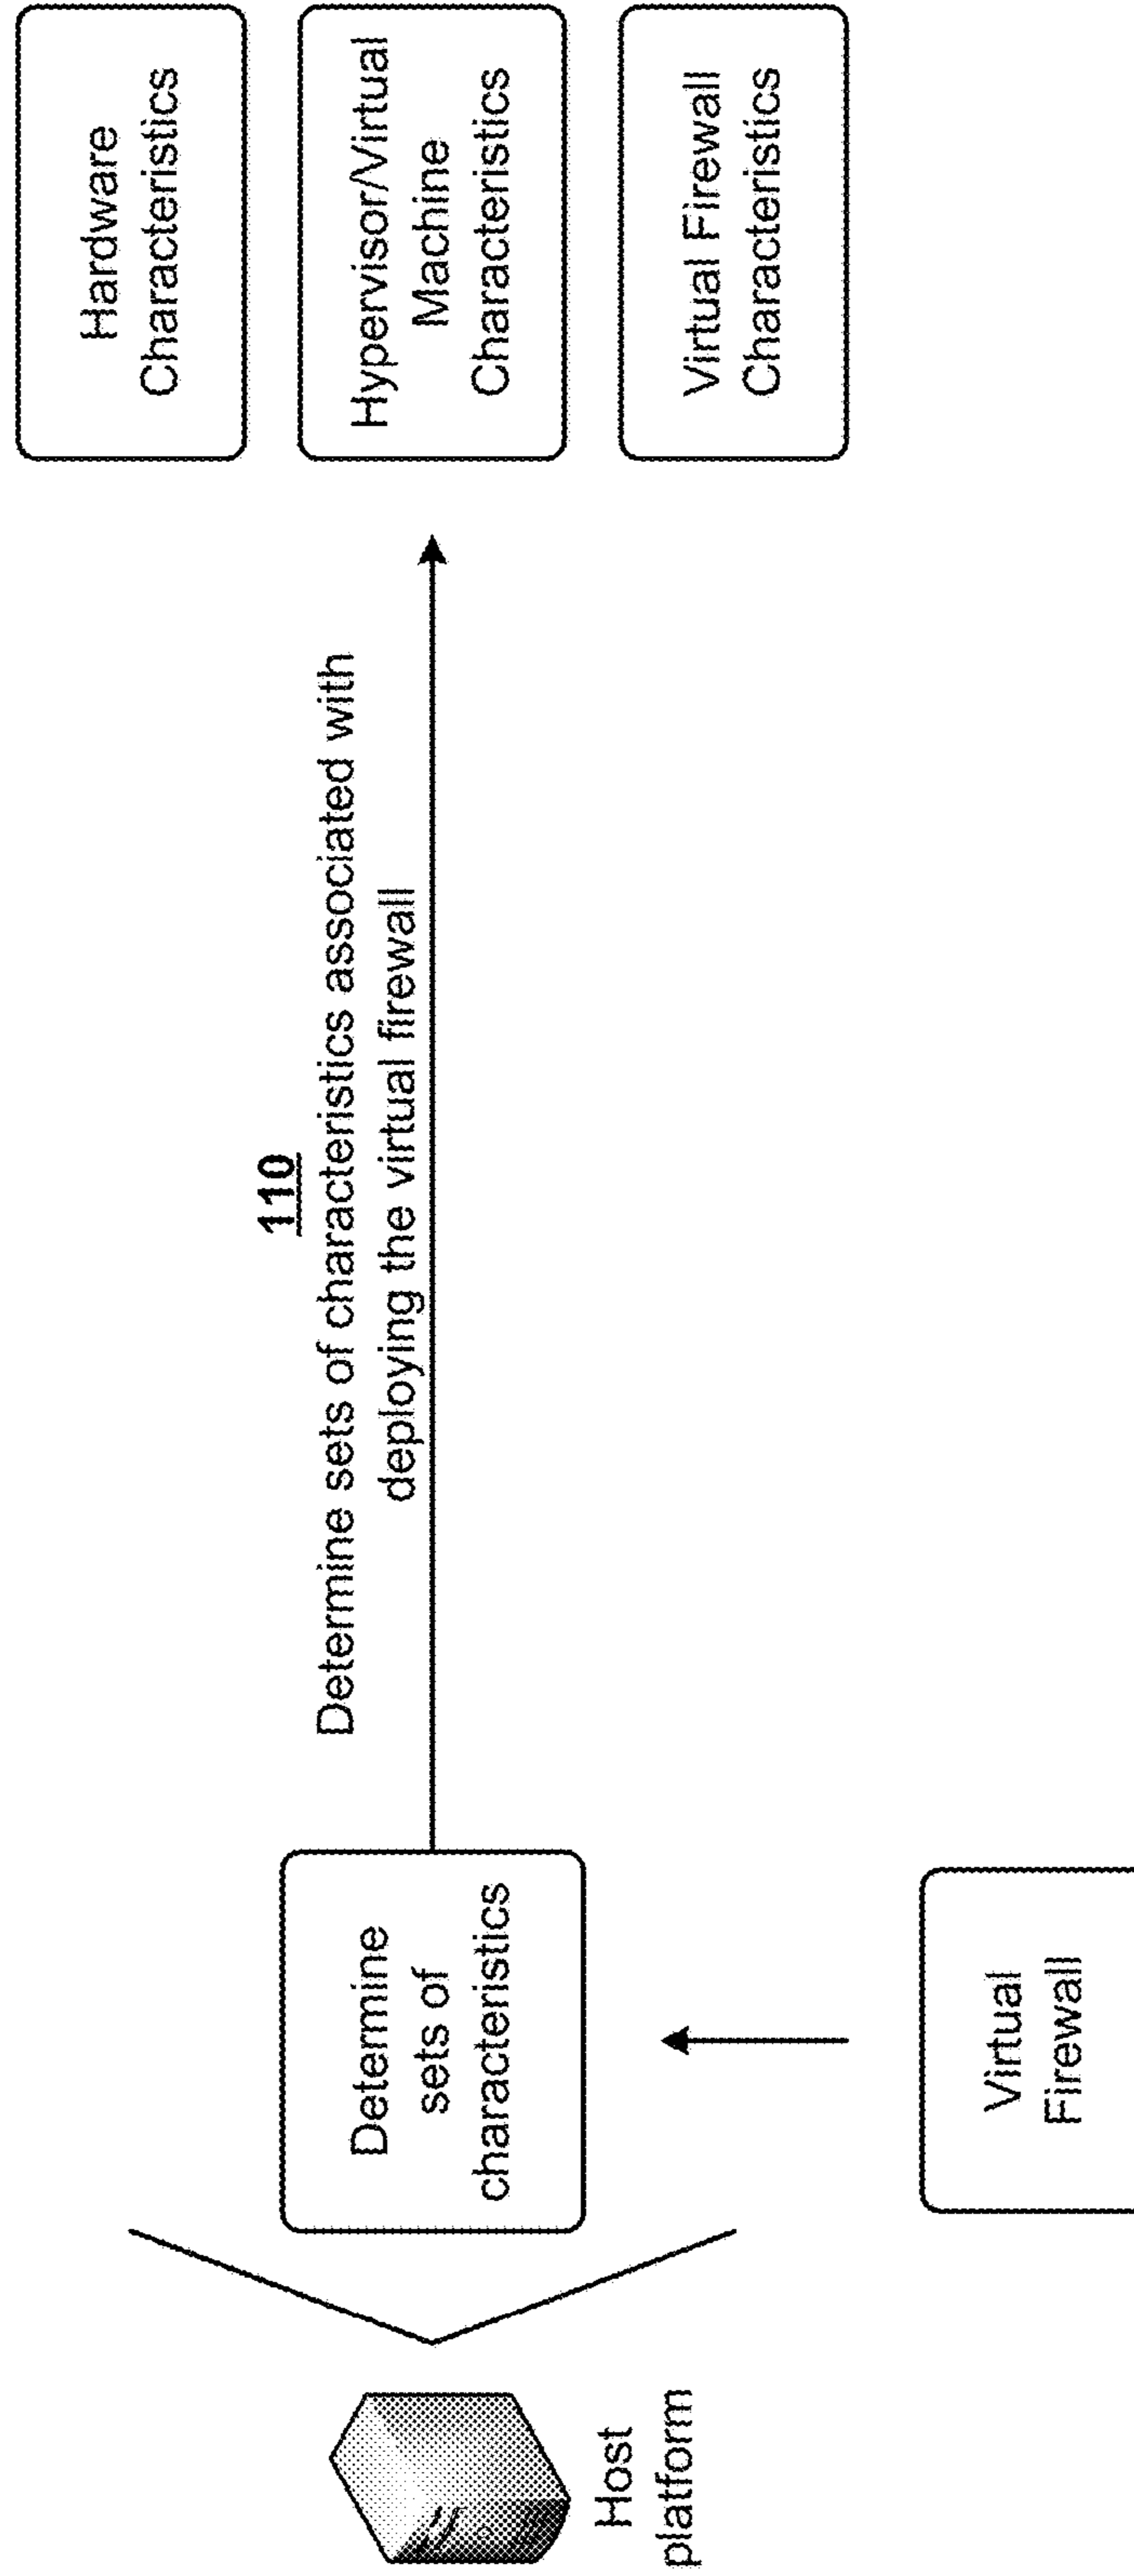 110
Determine sets of characteristics associated with
deploying the virtual firewall
Host
platform
Determine
sets of
characteristics
Virtual
Firewall
Hardware
Characteristics
Hypervisor/Virtual
Machine
Characteristics
Virtual Firewall
Characteristics